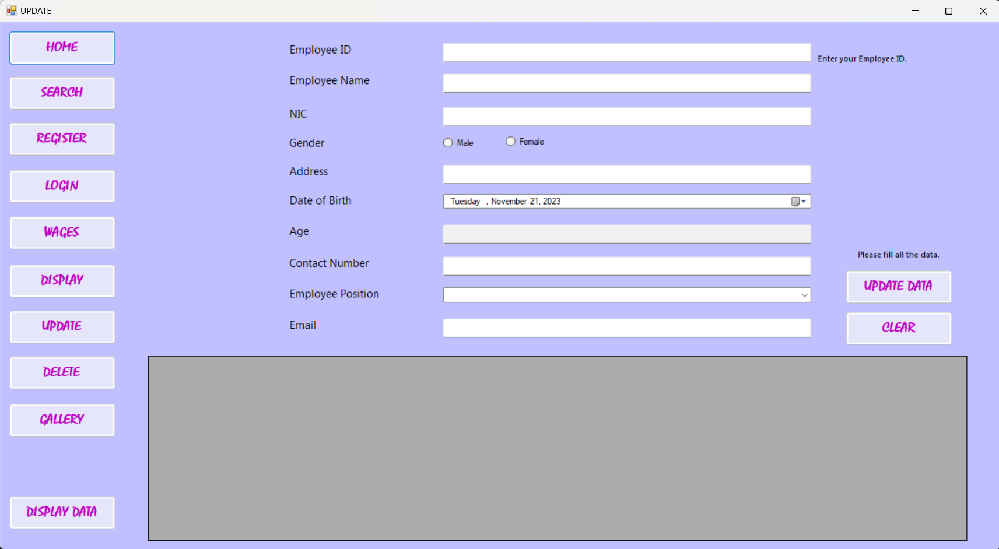 UPDATE
HOME
SEARCH
REGISTER
LOGIN
WAGES
DISPLAY
UPDATE
DELETE
GALLERY
DISPLAY DATA
Employee ID
Enter your Employee ID.
Employee Name
NIC
Gender
Male
Female
Address
Date of Birth
Tuesday , November 21, 2023
Age
Contact Number
Employee Position
Email
Please fill all the data.
UPDATE DATA
CLEAR